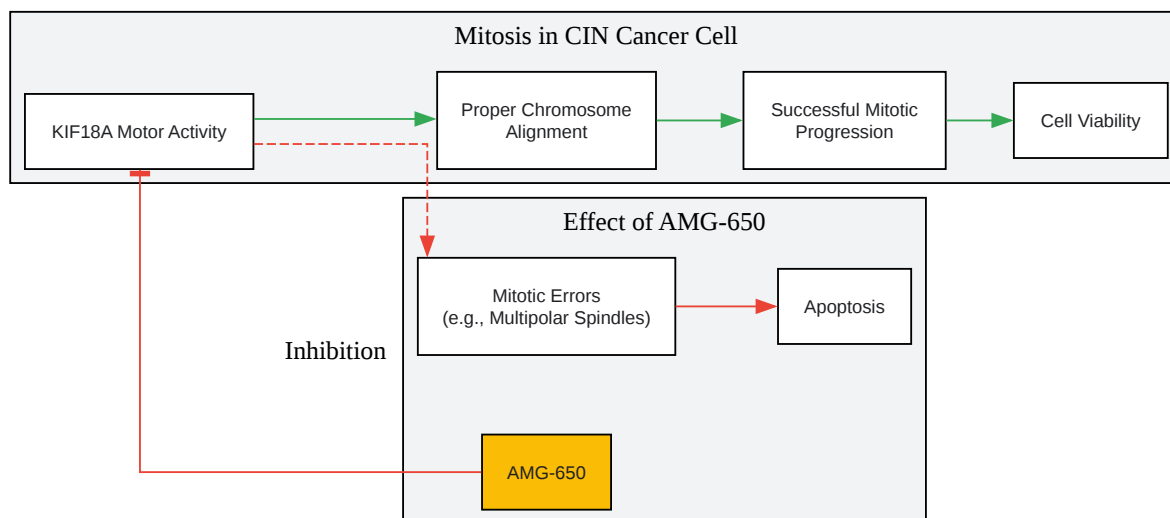 Mitosis in CIN Cancer Cell
KIF18A Motor Activity
Proper Chromosome
Alignment
Successful Mitotic
Progression
Cell Viability
Effect of AMG-650
Mitotic Errors
(e.g., Multipolar Spindles)
Apoptosis
Inhibition
AMG-650